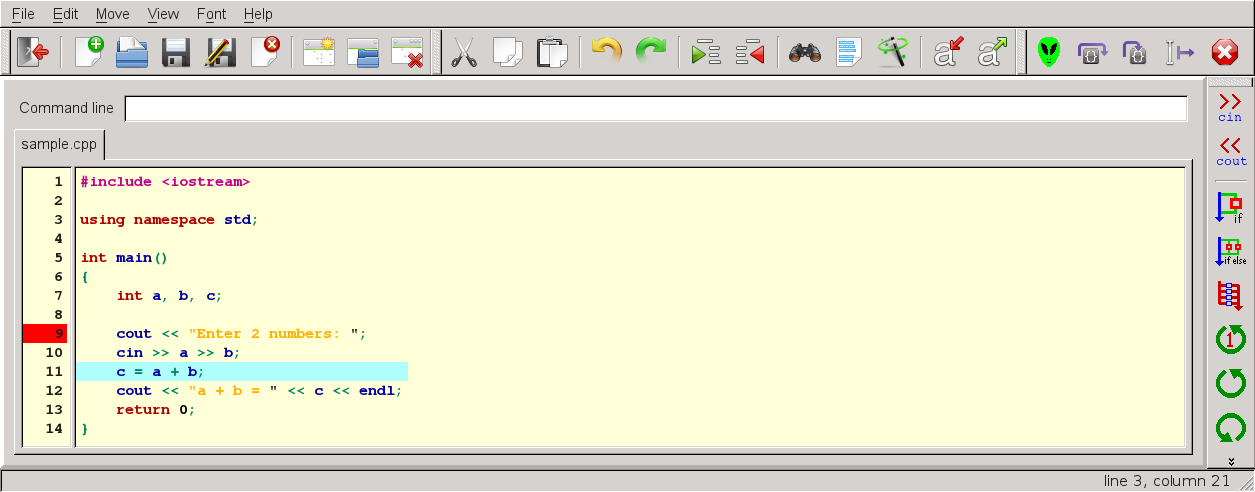 File Edit Move View Font Help
Command line
sample.cpp
1 #include <iostream>
2
3 using namespace std;
4
5 int main()
6 {
7     int a, b, c;
8
9     cout << "Enter 2 numbers: ";
10     cin >> a >> b;
11     c = a + b;
12     cout << "a + b = " << c << endl;
13     return 0;
14 }
>>
cin
<<
cout
if
if else
1
line 3, column 21